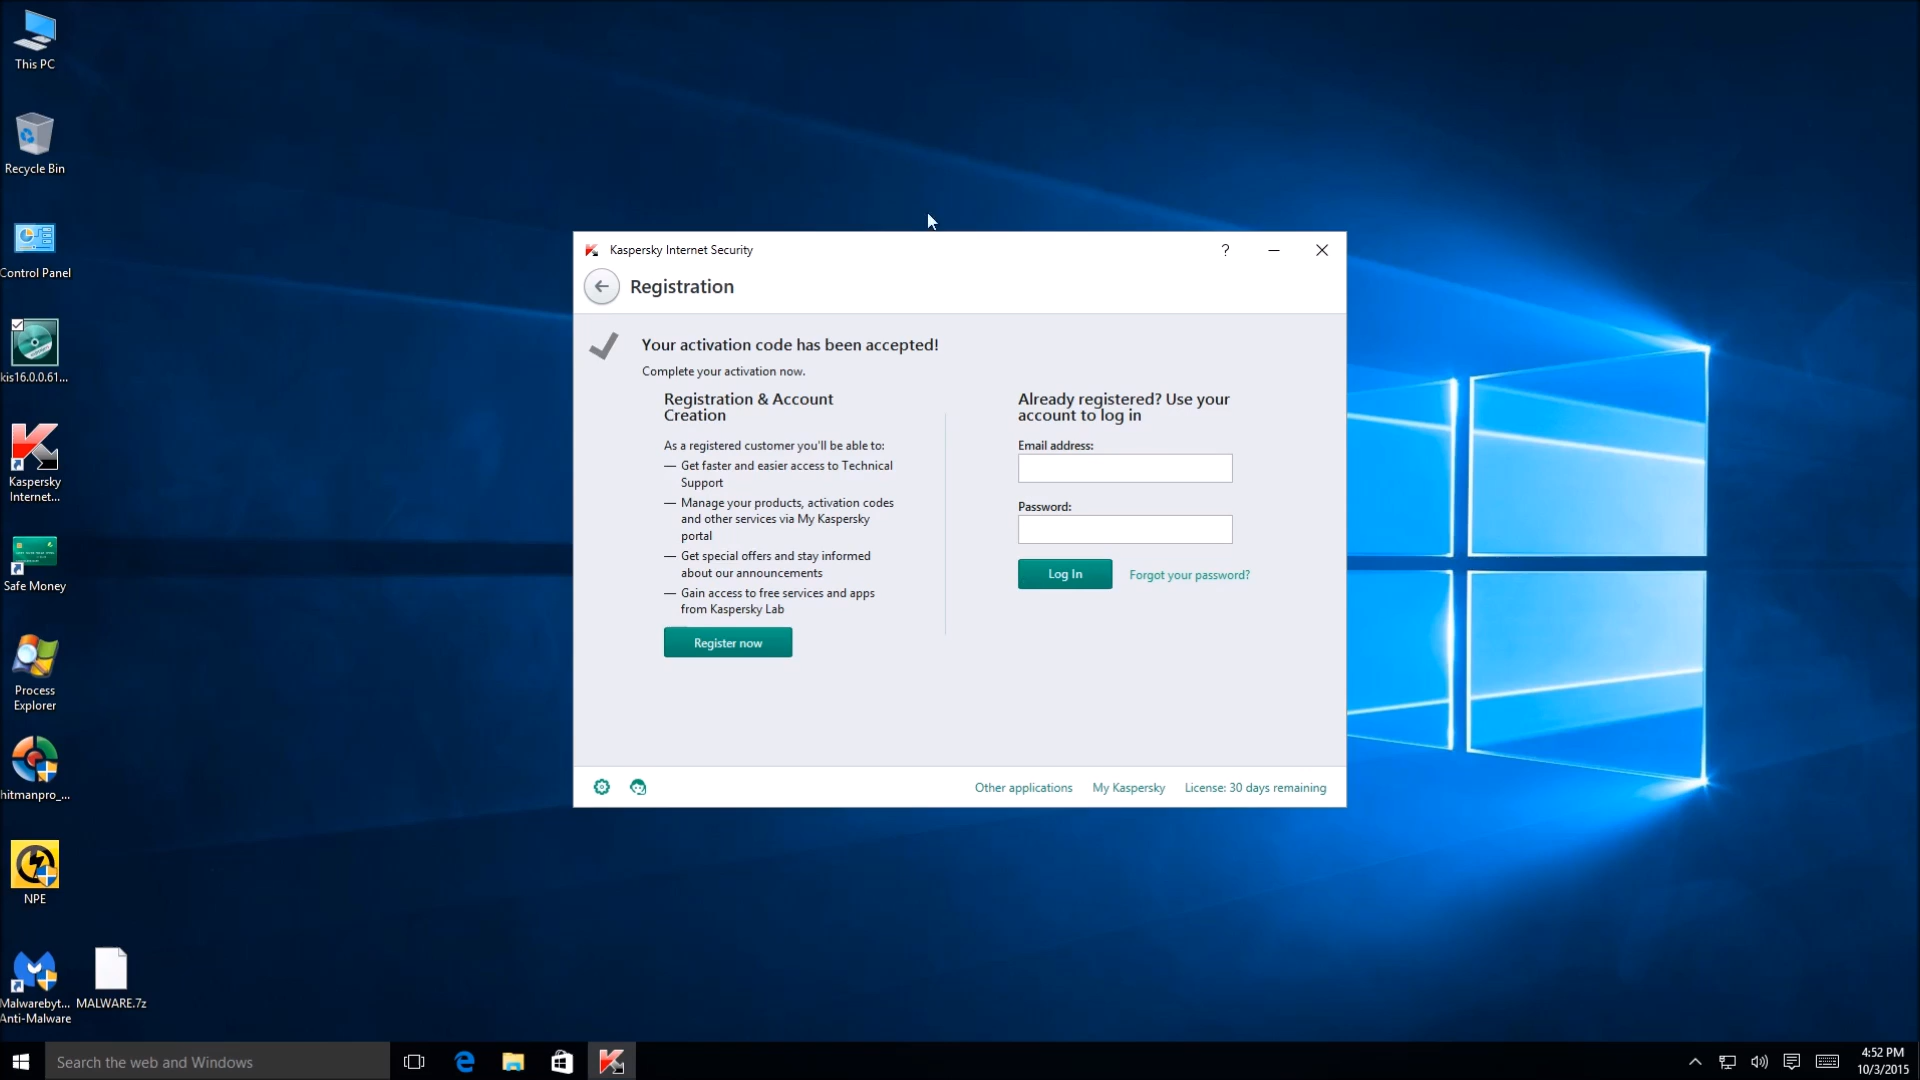 This PC
Recycle Bin
Control Panel
kis16.0.0.61...
Kaspersky
Internet...
Safe Money
Process
Explorer
hitmanpro_...
NPE
Malwarebyt...
Anti-Malware
MALWARE.7z
Kaspersky Internet Security
?
Registration
Your activation code has been accepted!
Complete your activation now.
Registration & Account
Creation
As a registered customer you'll be able to:
— Get faster and easier access to Technical
Support
— Manage your products, activation codes
and other services via My Kaspersky
portal
— Get special offers and stay informed
about our announcements
— Gain access to free services and apps
from Kaspersky Lab
Register now
Already registered? Use your
account to log in
Email address:
Password:
Log In
Forgot your password?
Other applications
My Kaspersky
License: 30 days remaining
Search the web and Windows
4:52 PM
10/3/2015